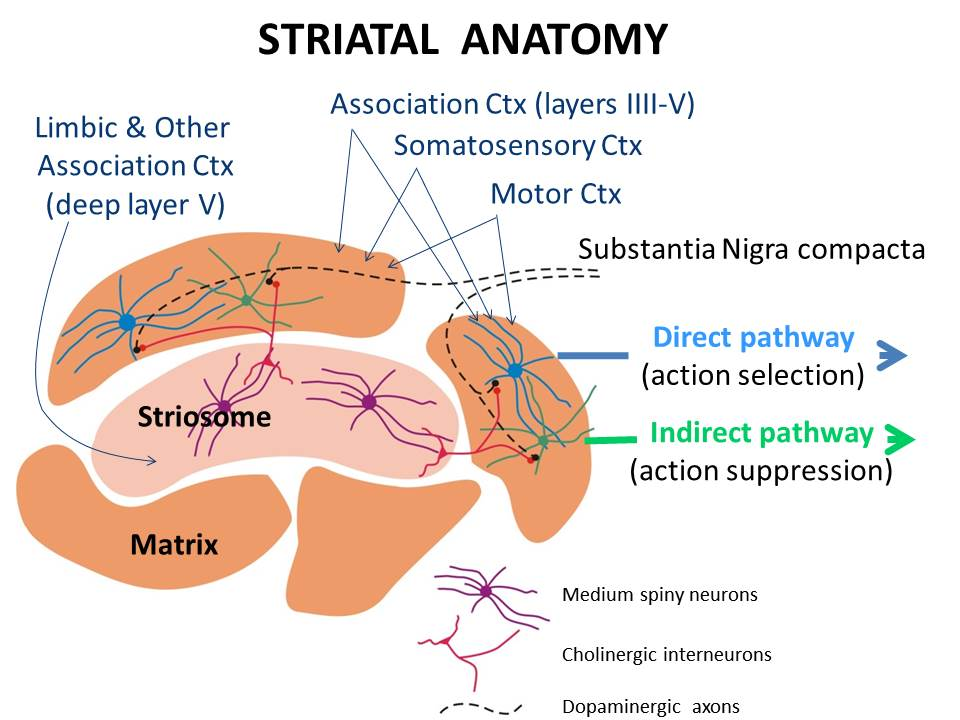 STRIATAL ANATOMY
Association Ctx (layers IIII-V)
Limbic & Other
Association Ctx
(deep layer V)
Somatosensory Ctx
Motor Ctx
Substantia Nigra compacta
Direct pathway
(action selection)
Striosome
Indirect pathway
(action suppression)
Matrix
Medium spiny neurons
Cholinergic interneurons
Dopaminergic axons